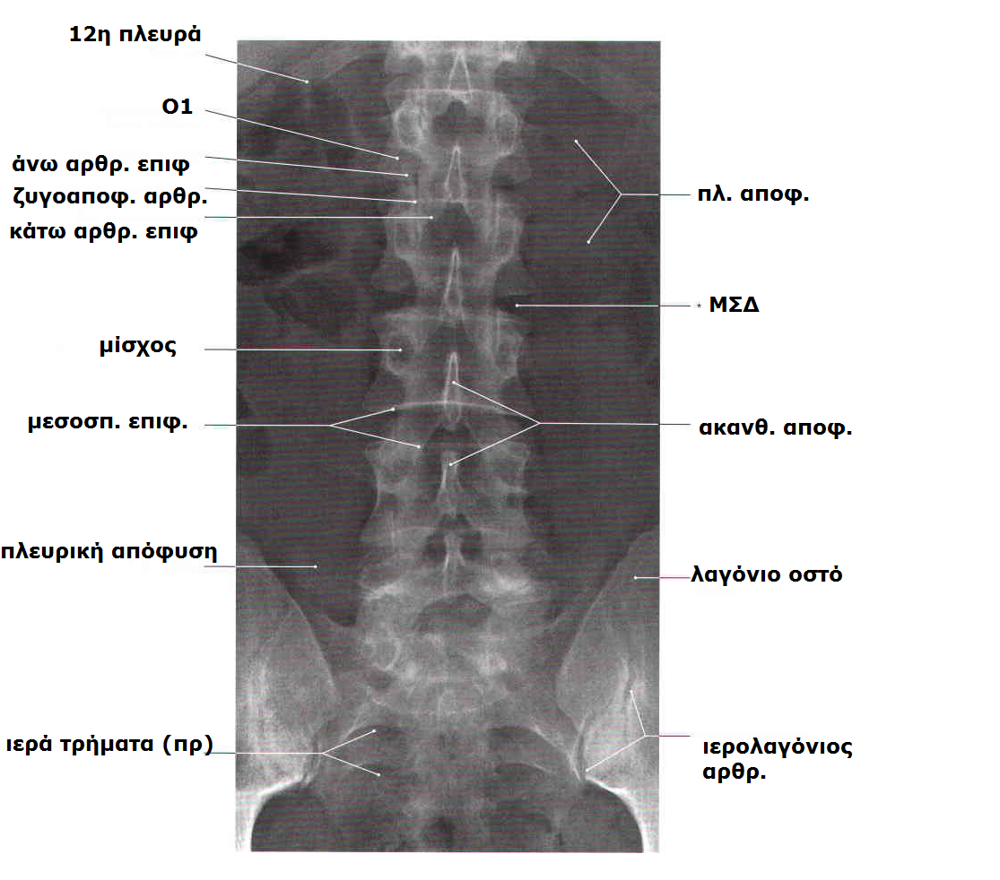 12η πλευρά
Ο1
άνω αρθρ. επιφ
ζυγοαποφ. αρθρ.
κάτω αρθρ. επιφ
πλ. αποφ.
* ΜΣΔ
μίσχος
μεσοσπ. επιφ.
ακανθ. αποφ.
πλευρική απόφυση
λαγόνιο οστό
ιερά τρήματα (πρ)
ιερολαγόνιος
αρθρ.